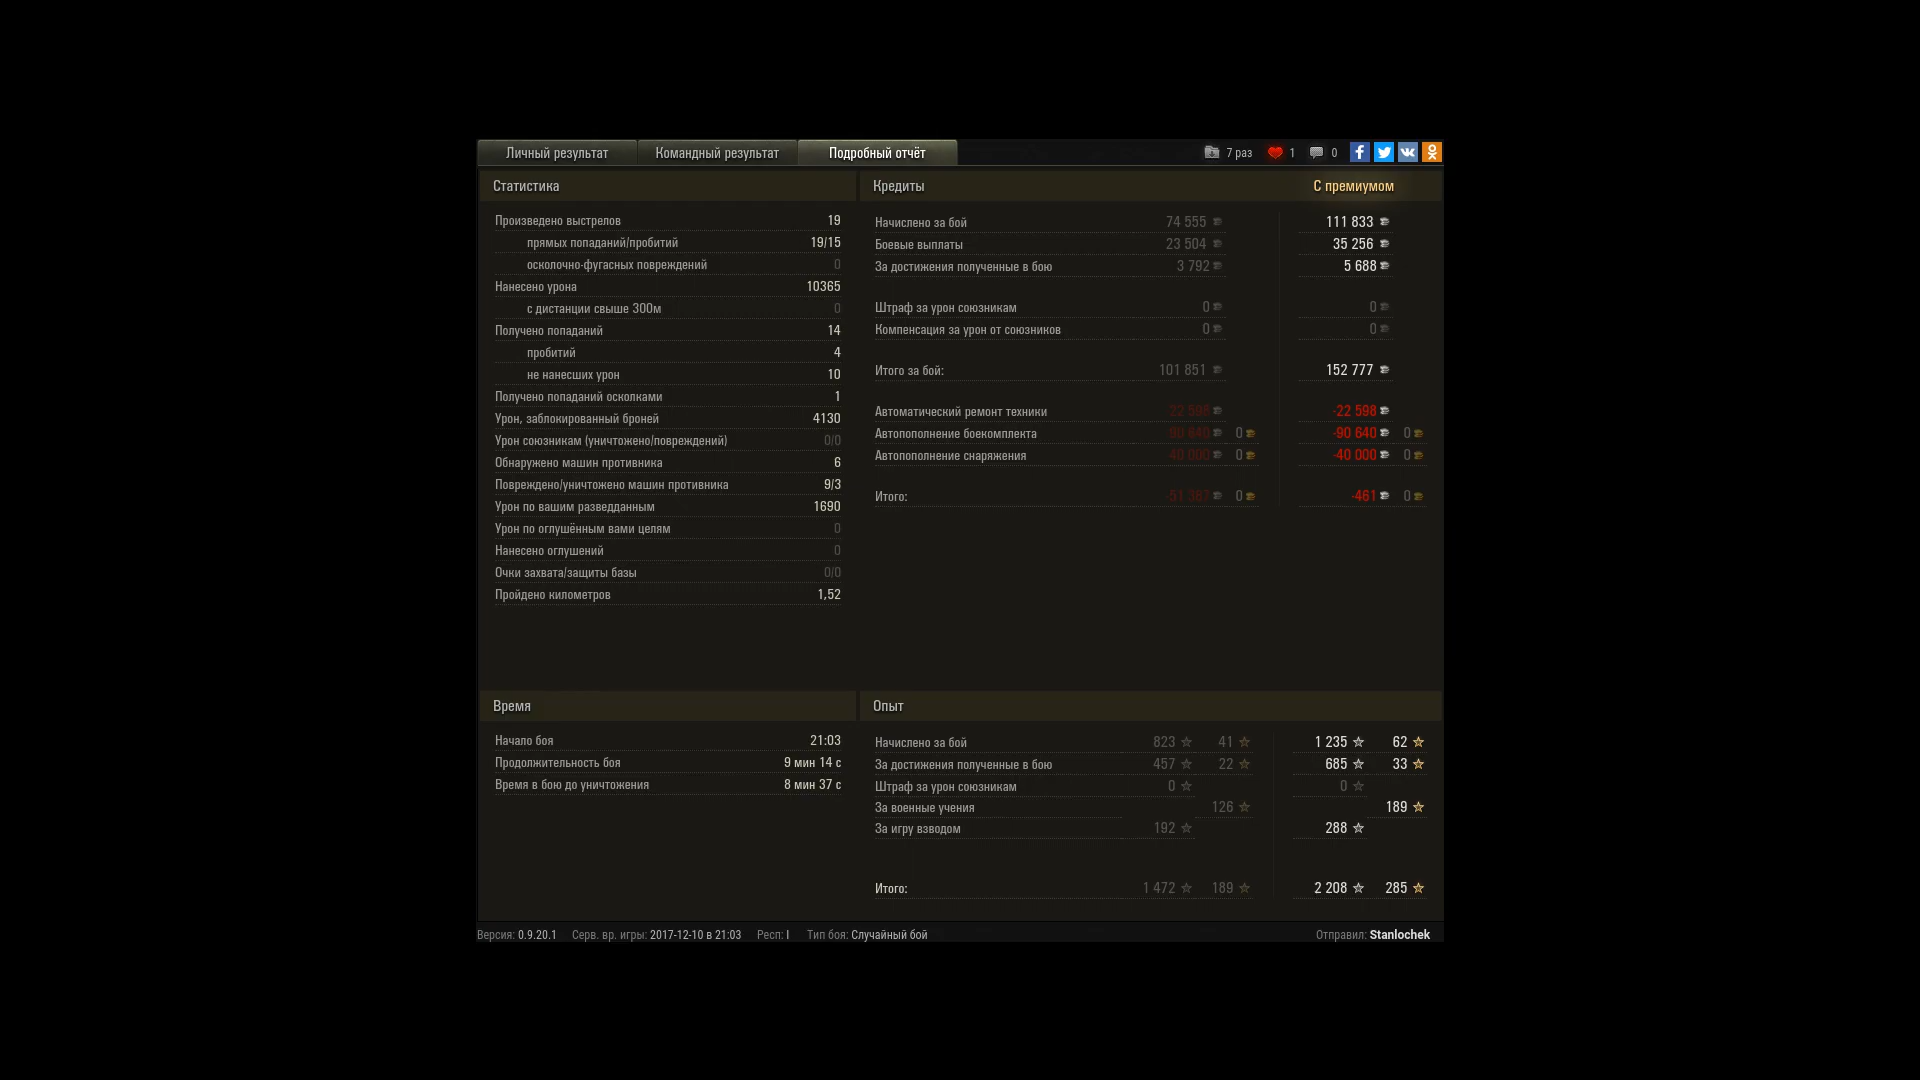 Личный результат Командный результат Подробный отчёт 7 раз 1 0
Статистика
Произведено выстрелов 19
прямых попаданий/пробитий 19/15
осколочно-фугасных повреждений 0
Нанесено урона 10365
с дистанции свыше 300м 0
Получено попаданий 14
пробитий 4
не нанесших урон 10
Получено попаданий осколками 1
Урон, заблокированный броней 4130
Урон союзникам (уничтожено/повреждений) 0/0
Обнаружено машин противника 6
Повреждено/уничтожено машин противника 9/3
Урон по вашим разведданным 1690
Урон по оглушённым вами целям 0
Нанесено оглушений 0
Очки захвата/защиты базы 0/0
Пройдено километров 1,52
Кредиты С премиумом
Начислено за бой 74 555 111 833
Боевые выплаты 23 504 35 256
За достижения полученные в бою 3 792 5 688
Штраф за урон союзникам 0 0
Компенсация за урон от союзников 0 0
Итого за бой: 101 851 152 777
Автоматический ремонт техники -22 598 -22 598
Автопополнение боекомплекта -90 640 0 -90 640 0
Автопополнение снаряжения -40 000 0 -40 000 0
Итого: -51 387 0 -461 0
Время
Начало боя 21:03
Продолжительность боя 9 мин 14 с
Время в бою до уничтожения 8 мин 37 с
Опыт
Начислено за бой 823 41 1 235 62
За достижения полученные в бою 457 22 685 33
Штраф за урон союзникам 0 0
За военные учения 126 189
За игру взводом 192 288
Итого: 1 472 189 2 208 285
Версия: 0.9.20.1 Серв. вр. игры: 2017-12-10 в 21:03 Респ: I Тип боя: Случайный бой Отправил: Stanlochek